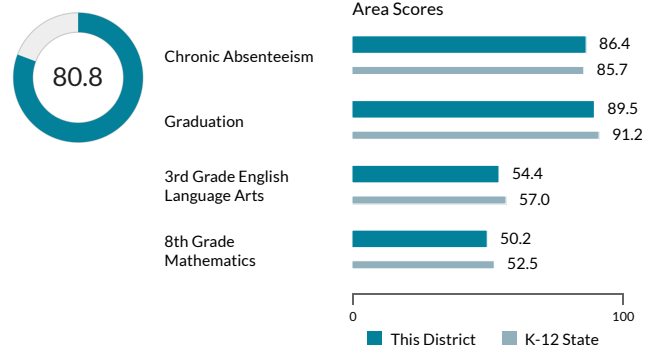 Area Scores
80.8
Chronic Absenteeism
86.4
85.7
Graduation
89.5
91.2
3rd Grade English
Language Arts
54.4
57.0
8th Grade
Mathematics
50.2
52.5
0
100
This District
K-12 State